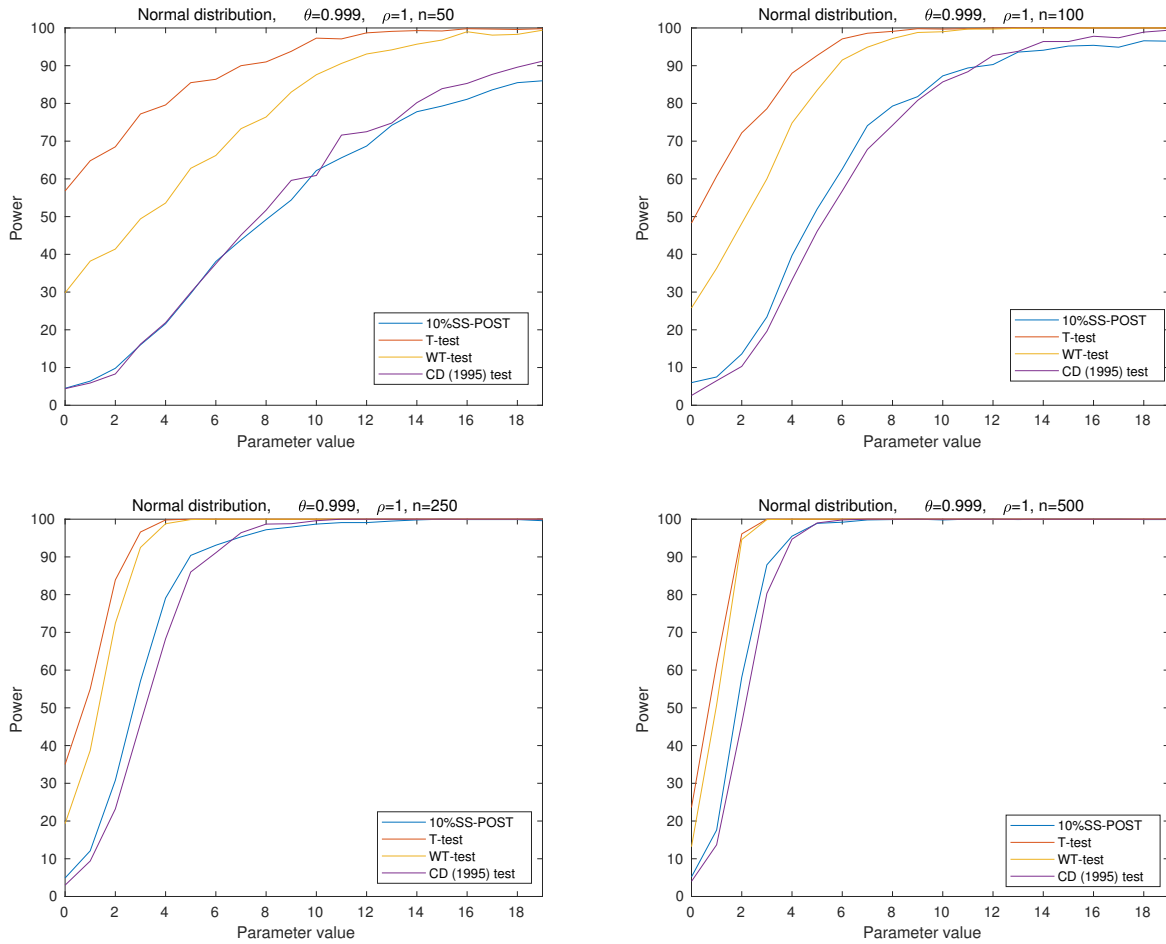 Normal distribution, θ=0.999, ρ=1, n=50
100
90
80
70
60
50
40
30
20
10
0
Power
0 2 4 6 8 10 12 14 16 18
Parameter value
10%SS-POST
T-test
WT-test
CD (1995) test
Normal distribution, θ=0.999, ρ=1, n=100
100
90
80
70
60
50
40
30
20
10
0
Power
0 2 4 6 8 10 12 14 16 18
Parameter value
10%SS-POST
T-test
WT-test
CD (1995) test
Normal distribution, θ=0.999, ρ=1, n=250
100
90
80
70
60
50
40
30
20
10
0
Power
0 2 4 6 8 10 12 14 16 18
Parameter value
10%SS-POST
T-test
WT-test
CD (1995) test
Normal distribution, θ=0.999, ρ=1, n=500
100
90
80
70
60
50
40
30
20
10
0
Power
0 2 4 6 8 10 12 14 16 18
Parameter value
10%SS-POST
T-test
WT-test
CD (1995) test